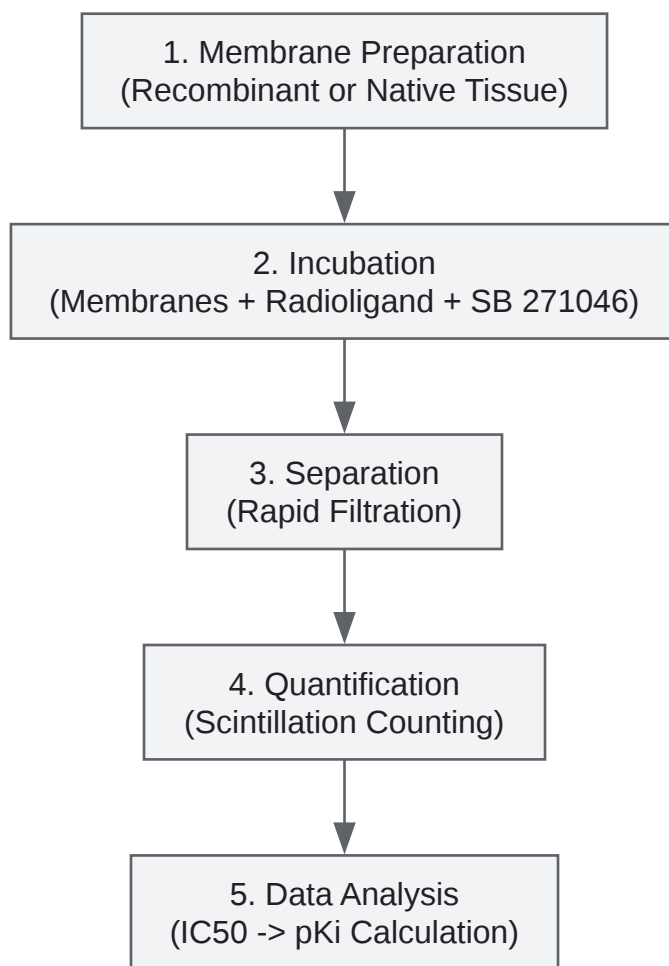 1. Membrane Preparation
(Recombinant or Native Tissue)
2. Incubation
(Membranes + Radioligand + SB 271046)
3. Separation
(Rapid Filtration)
4. Quantification
(Scintillation Counting)
5. Data Analysis
(IC50 -> pKi Calculation)